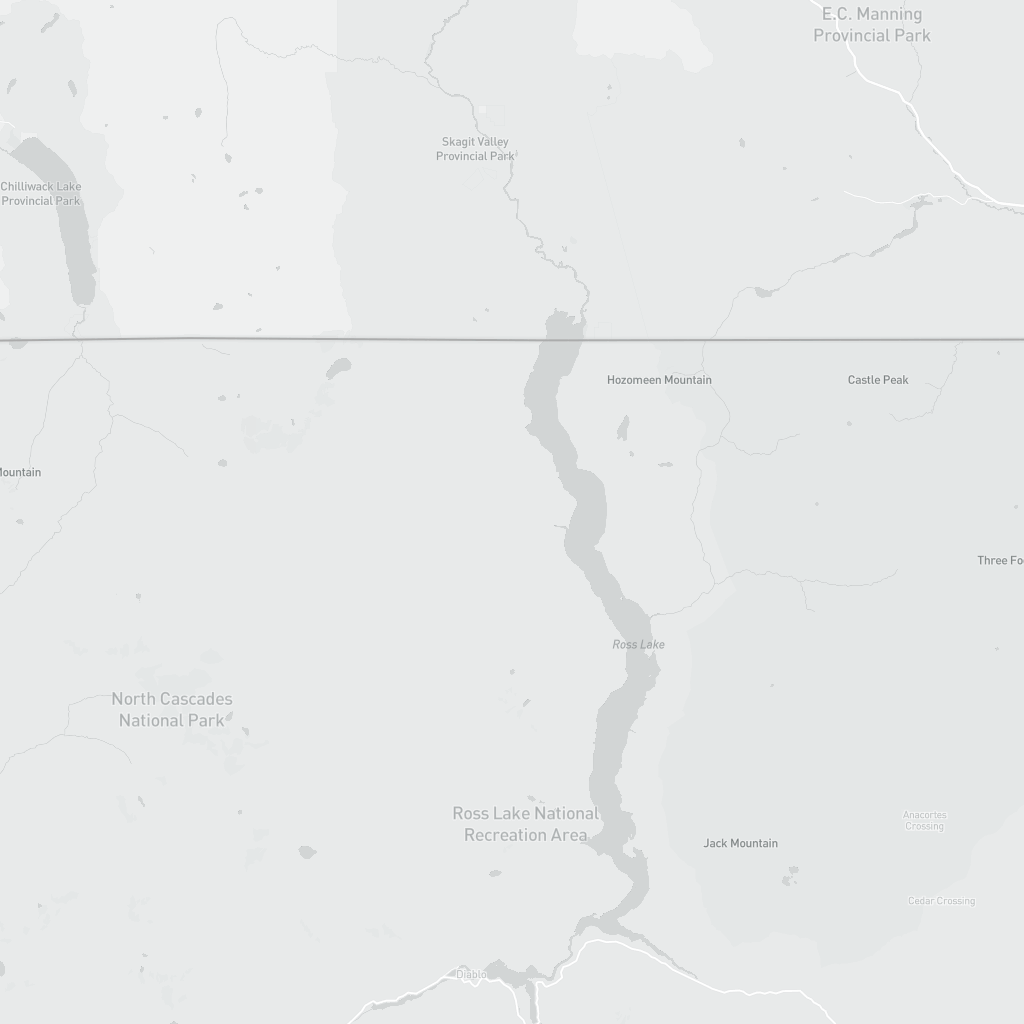 E.C. Manning
Provincial Park
Skagit Valley
Provincial Park
Chilliwack Lake
Provincial Park
Hozomeen Mountain
Castle Peak
Mountain
Three Fo
Ross Lake
North Cascades
National Park
Ross Lake National
Recreation Area
Jack Mountain
Anacortes
Crossing
Cedar Crossing
Diablo